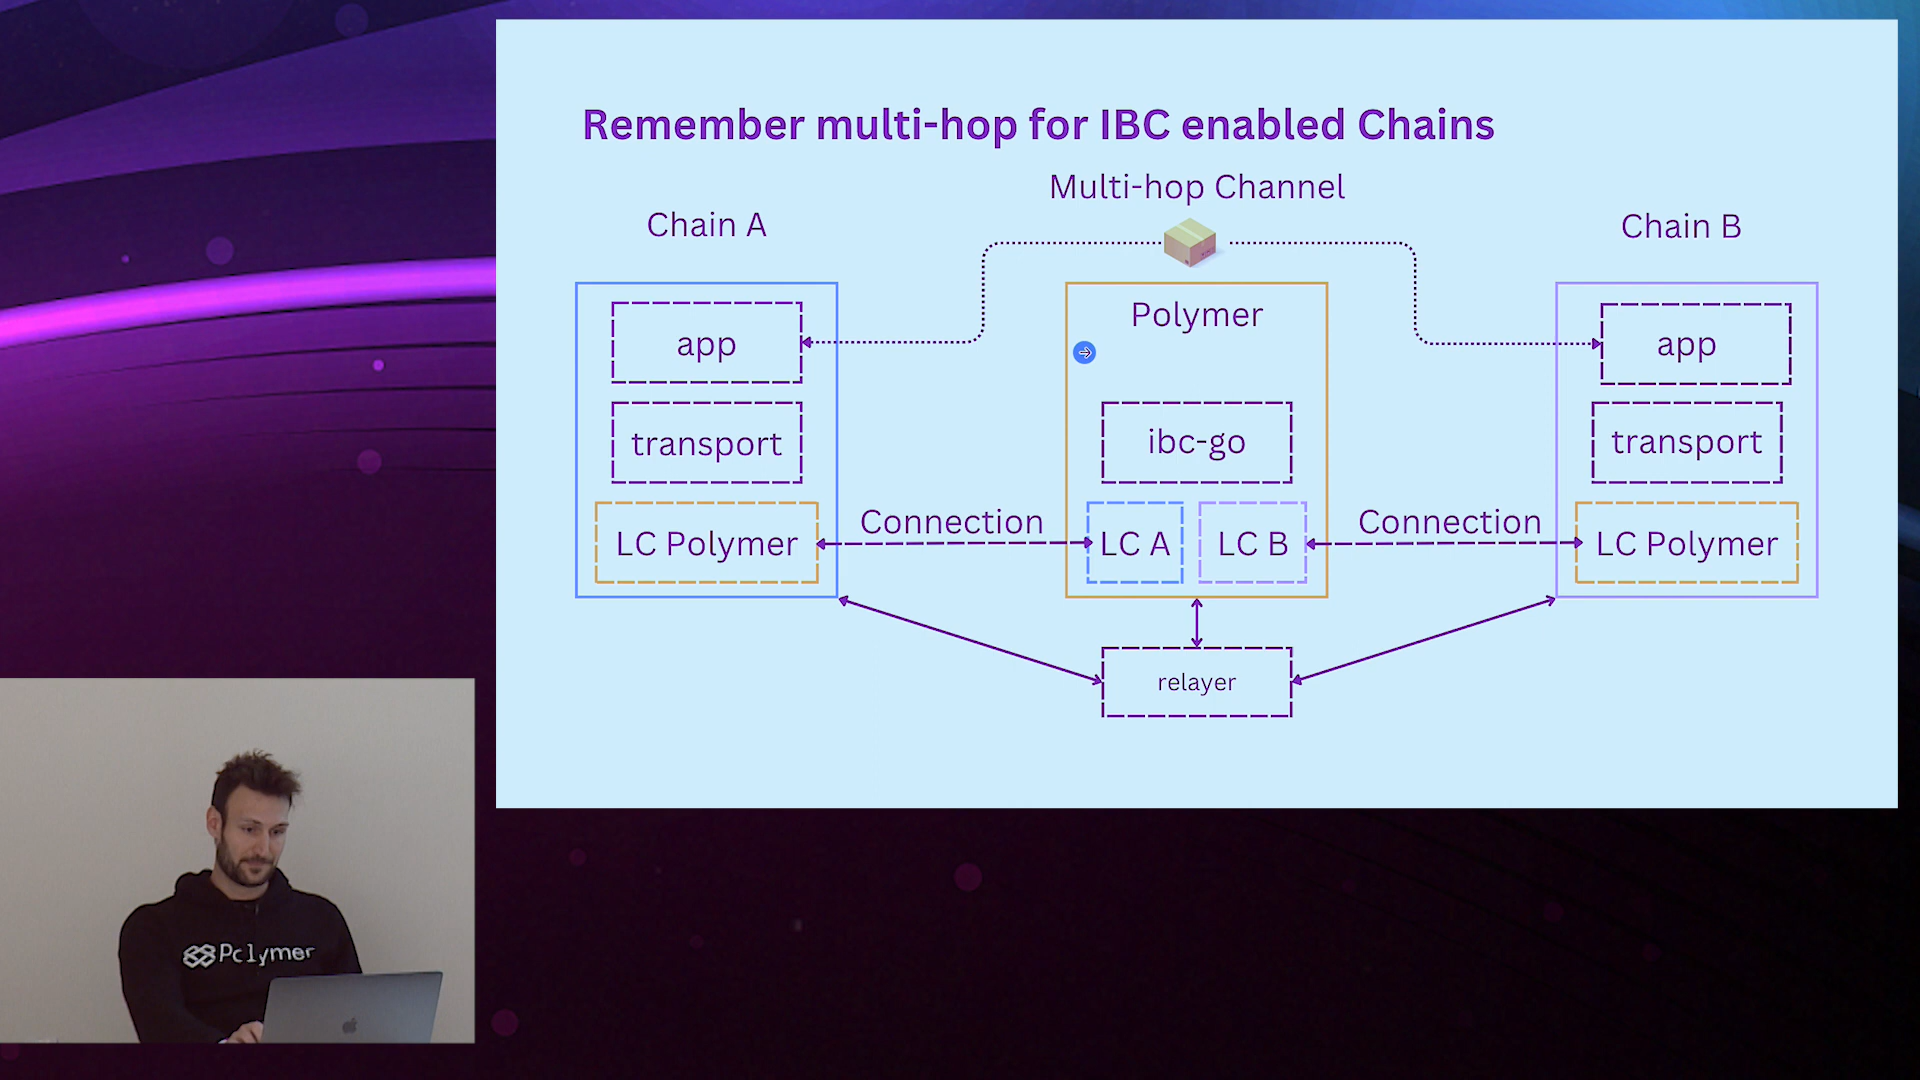 Remember multi-hop for IBC enabled Chains
Multi-hop Channel
Chain A
Chain B
Polymer
app
app
transport
ibc-go
transport
Connection
Connection
LC Polymer
LC A
LC B
LC Polymer
relayer
Polymer